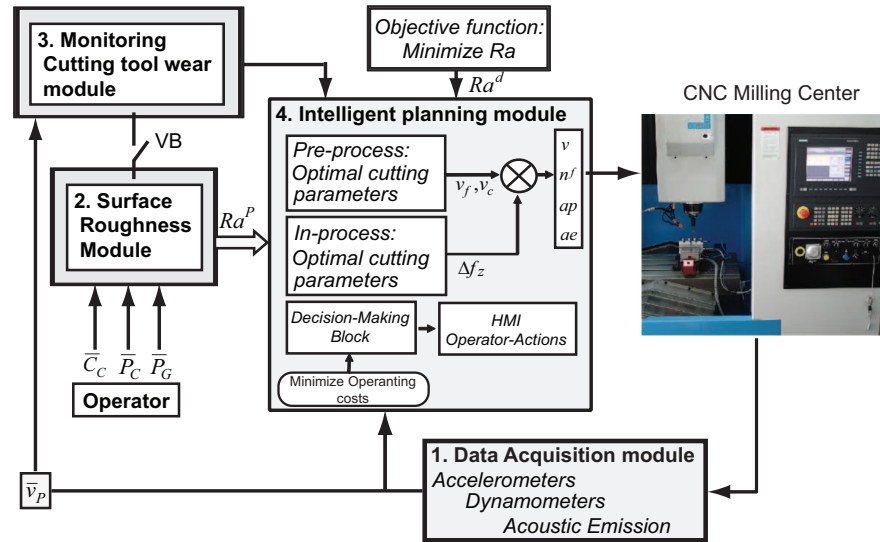 3. Monitoring
Cutting tool wear
module
Objective function:
Minimize Ra
Ra^d
CNC Milling Center
4. Intelligent planning module
VB
Pre-process:
Optimal cutting
parameters
v_f, v_c
v
n^f
ap
ae
2. Surface
Roughness
Module
Ra^P
In-process:
Optimal cutting
parameters
Δf_z
Decision-Making
Block
HMI
Operator-Actions
Minimize Operanting
costs
C̅_C
P̅_C
P̅_G
Operator
v̅_P
1. Data Acquisition module
Accelerometers
Dynamometers
Acoustic Emission